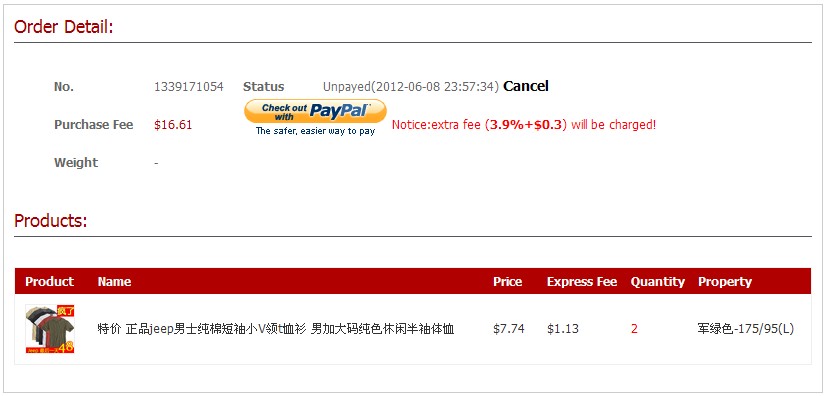 Order Detail:
No. 1339171054 Status Unpayed(2012-06-08 23:57:34) Cancel
Check out with PayPal
The safer, easier way to pay
Purchase Fee $16.61 Notice:extra fee (3.9%+$0.3) will be charged!
Weight -
Products:
Product Name Price Express Fee Quantity Property
疯了
特价 正品jeep男士纯棉短袖小V领t恤衫 男加大码纯色休闲半袖体恤 $7.74 $1.13 2 军绿色-175/95(L)